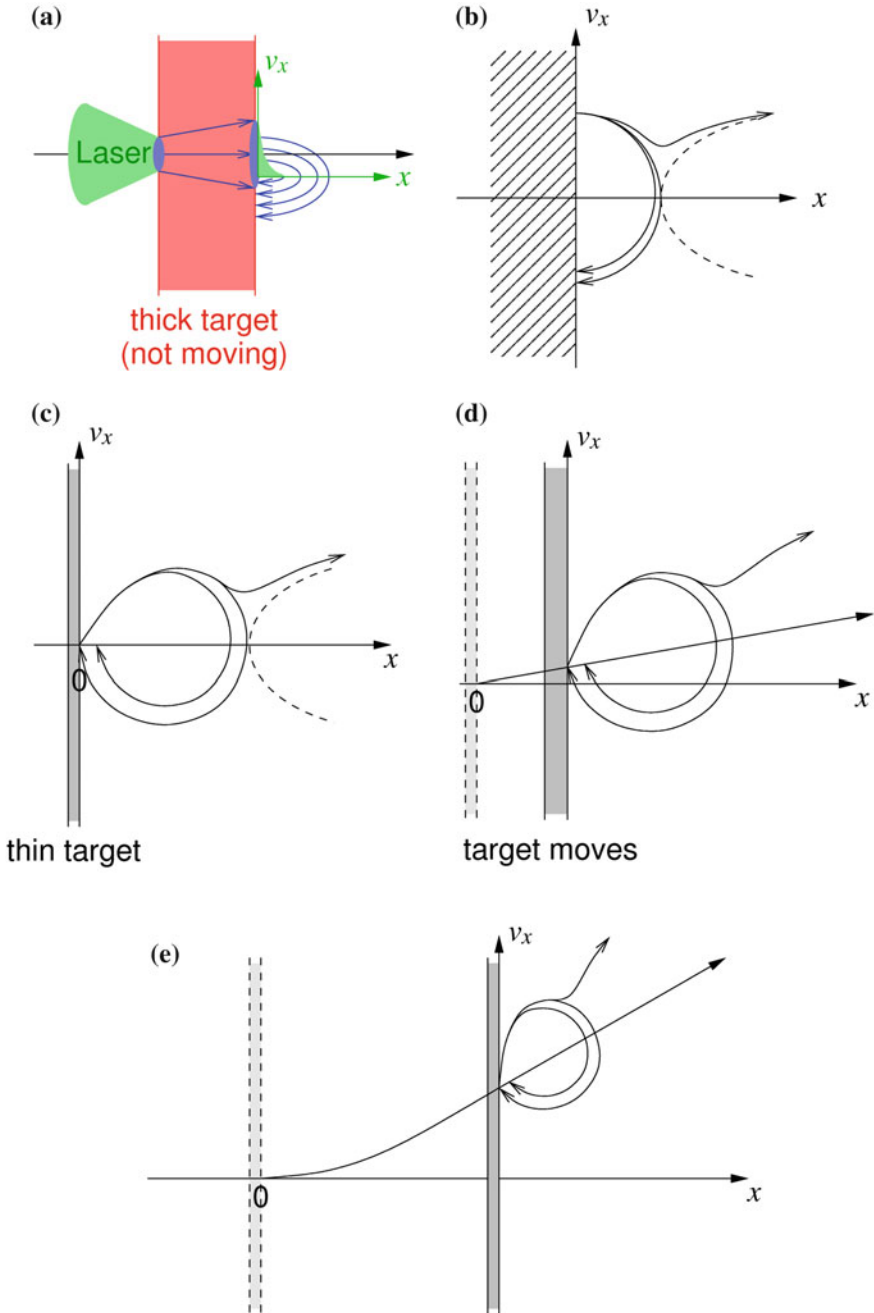 (a)
v_x
Laser
x
thick target
(not moving)
(b)
v_x
x
(c)
v_x
x
0
thin target
(d)
v_x
x
0
target moves
(e)
v_x
x
0